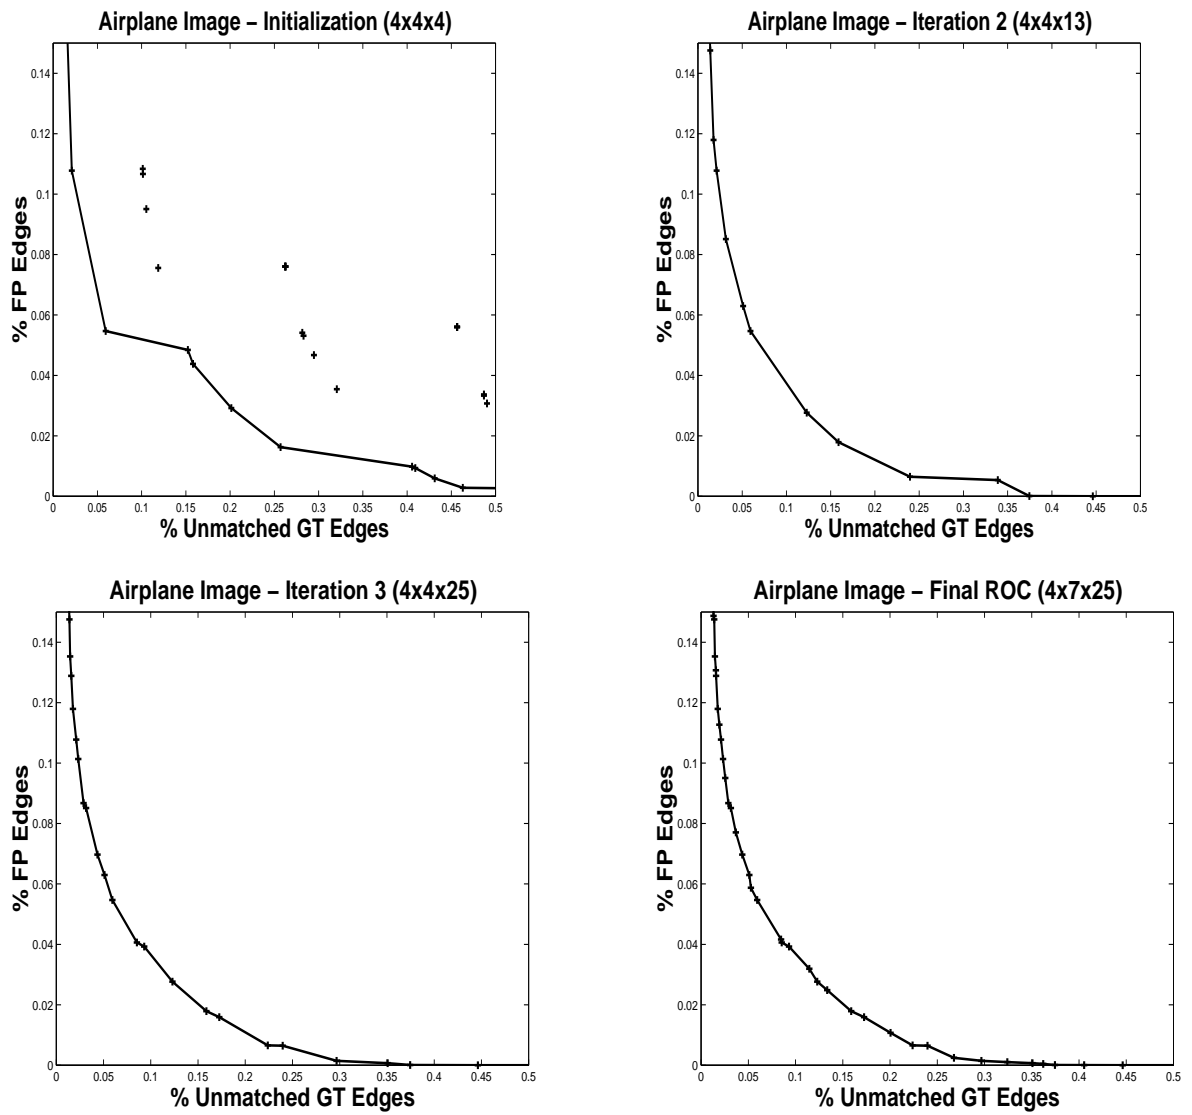 Airplane Image – Initialization (4x4x4)
% FP Edges
0.14
0.12
0.1
0.08
0.06
0.04
0.02
0
0 0.05 0.1 0.15 0.2 0.25 0.3 0.35 0.4 0.45 0.5
% Unmatched GT Edges
Airplane Image – Iteration 2 (4x4x13)
% FP Edges
0.14
0.12
0.1
0.08
0.06
0.04
0.02
0
0 0.05 0.1 0.15 0.2 0.25 0.3 0.35 0.4 0.45 0.5
% Unmatched GT Edges
Airplane Image – Iteration 3 (4x4x25)
% FP Edges
0.14
0.12
0.1
0.08
0.06
0.04
0.02
0
0 0.05 0.1 0.15 0.2 0.25 0.3 0.35 0.4 0.45 0.5
% Unmatched GT Edges
Airplane Image – Final ROC (4x7x25)
% FP Edges
0.14
0.12
0.1
0.08
0.06
0.04
0.02
0
0 0.05 0.1 0.15 0.2 0.25 0.3 0.35 0.4 0.45 0.5
% Unmatched GT Edges